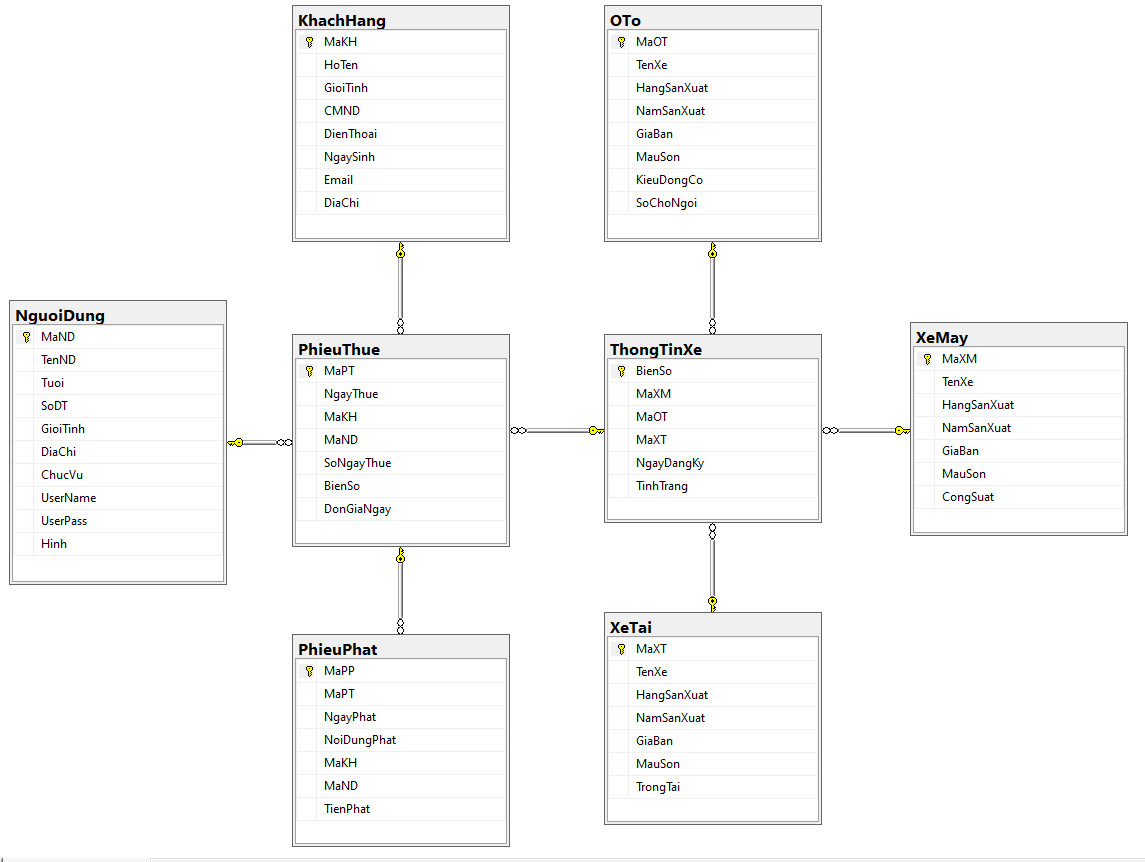 KhachHang
MaKH
HoTen
GioiTinh
CMND
DienThoai
NgaySinh
Email
DiaChi
OTo
MaOT
TenXe
HangSanXuat
NamSanXuat
GiaBan
MauSon
KieuDongCo
SoChoNgoi
NguoiDung
MaND
TenND
Tuoi
SoDT
GioiTinh
DiaChi
ChucVu
UserName
UserPass
Hinh
PhieuThue
MaPT
NgayThue
MaKH
MaND
SoNgayThue
BienSo
DonGiaNgay
ThongTinXe
BienSo
MaXM
MaOT
MaXT
NgayDangKy
TinhTrang
XeMay
MaXM
TenXe
HangSanXuat
NamSanXuat
GiaBan
MauSon
CongSuat
PhieuPhat
MaPP
MaPT
NgayPhat
NoiDungPhat
MaKH
MaND
TienPhat
XeTai
MaXT
TenXe
HangSanXuat
NamSanXuat
GiaBan
MauSon
TrongTai